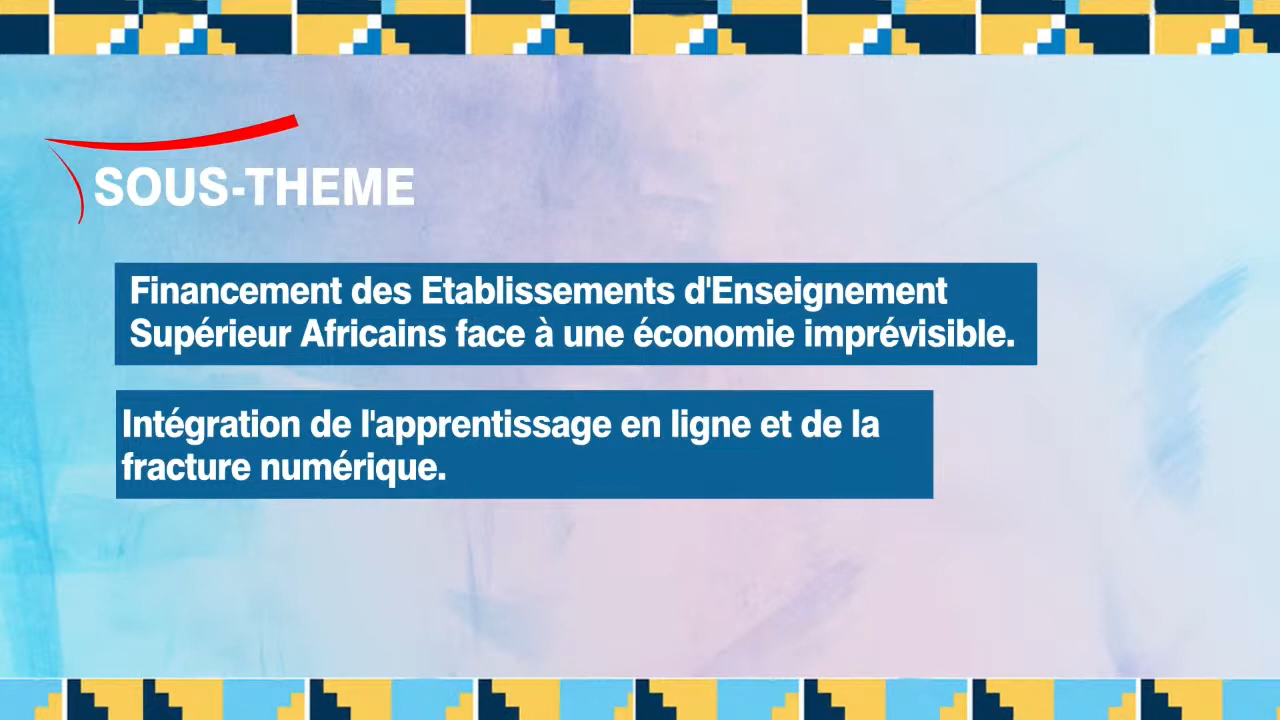 SOUS-THEME
Financement des Etablissements d'Enseignement
Supérieur Africains face à une économie imprévisible.
Intégration de l'apprentissage en ligne et de la
fracture numérique.